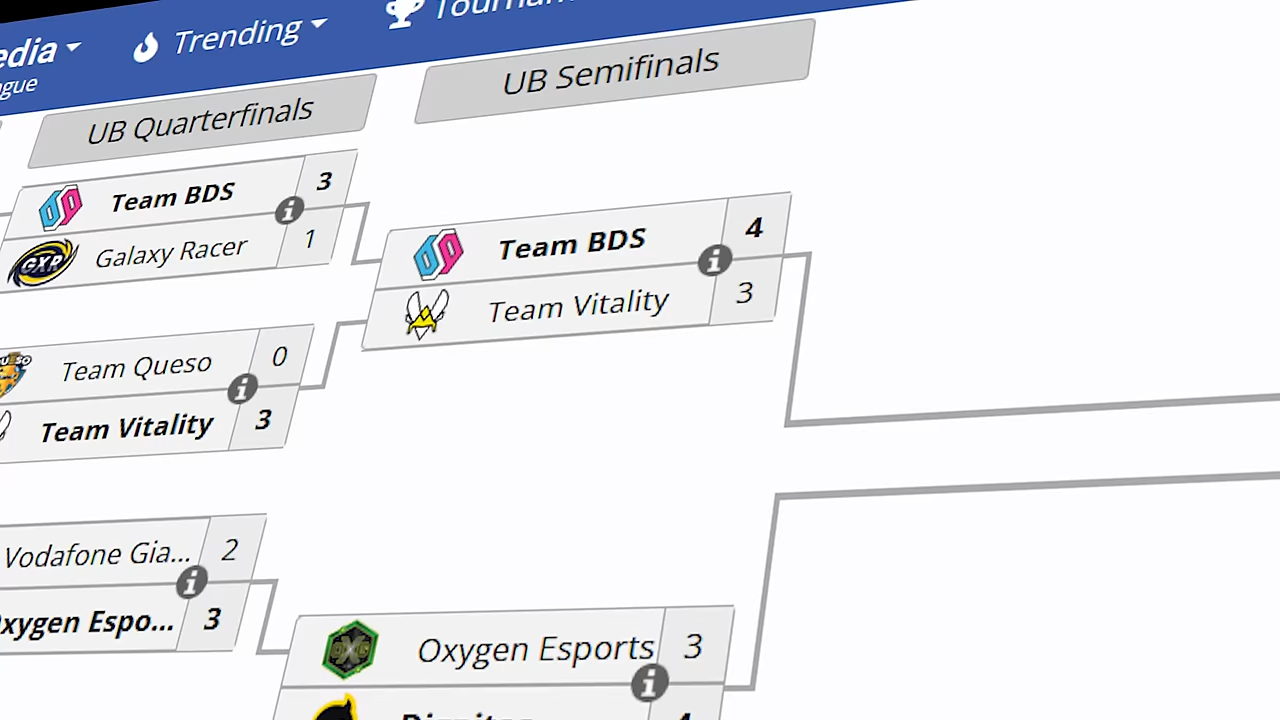 edia
gue
Trending
UB Quarterfinals
UB Semifinals
Team BDS 3
Galaxy Racer 1
Team Queso 0
Team Vitality 3
Vodafone Gia... 2
xygen Espo... 3
Team BDS 4
Team Vitality 3
Oxygen Esports 3
GXR